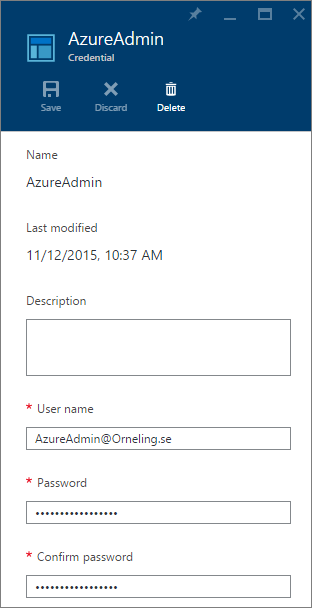 AzureAdmin
Credential
Save Discard Delete
Name
AzureAdmin
Last modified
11/12/2015, 10:37 AM
Description
* User name
AzureAdmin@Orneling.se
* Password
•••••••••••••••••
* Confirm password
•••••••••••••••••